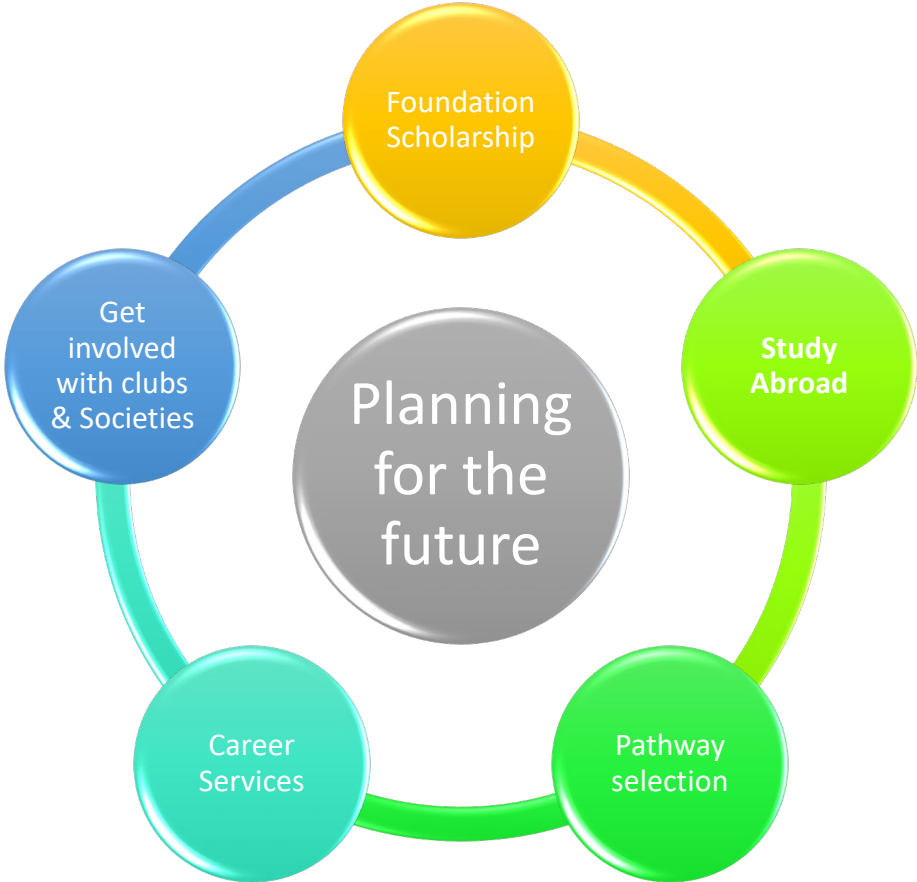 Foundation
Scholarship
Get
involved
with clubs
& Societies
Study
Abroad
Planning
for the
future
Career
Services
Pathway
selection